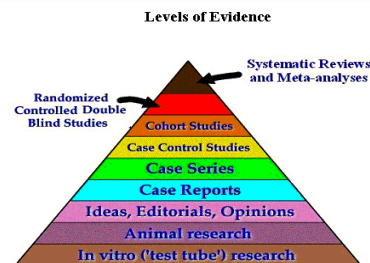 Levels of Evidence
Systematic Reviews
and Meta-analyses
Randomized
Controlled Double
Blind Studies
Cohort Studies
Case Control Studies
Case Series
Case Reports
Ideas, Editorials, Opinions
Animal research
In vitro ('test tube') research